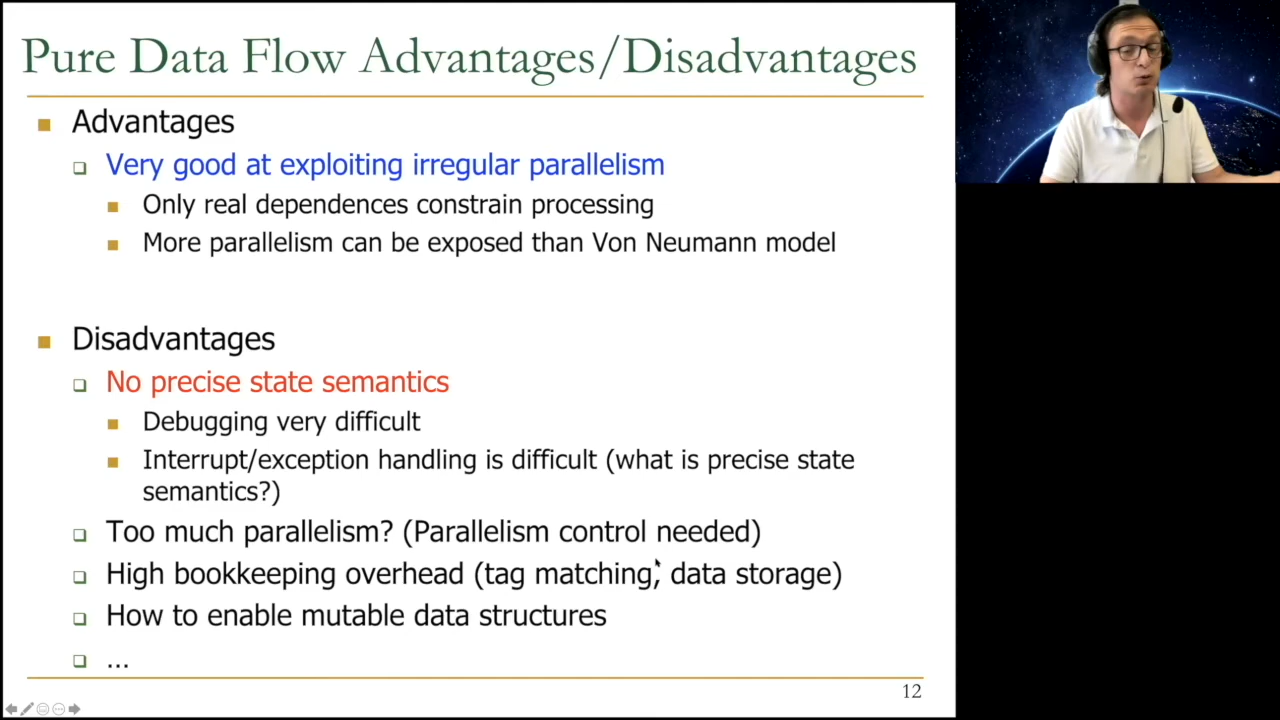 Pure Data Flow Advantages/Disadvantages
Advantages
Very good at exploiting irregular parallelism
Only real dependences constrain processing
More parallelism can be exposed than Von Neumann model
Disadvantages
No precise state semantics
Debugging very difficult
Interrupt/exception handling is difficult (what is precise state
semantics?)
Too much parallelism? (Parallelism control needed)
High bookkeeping overhead (tag matching, data storage)
How to enable mutable data structures
...
12